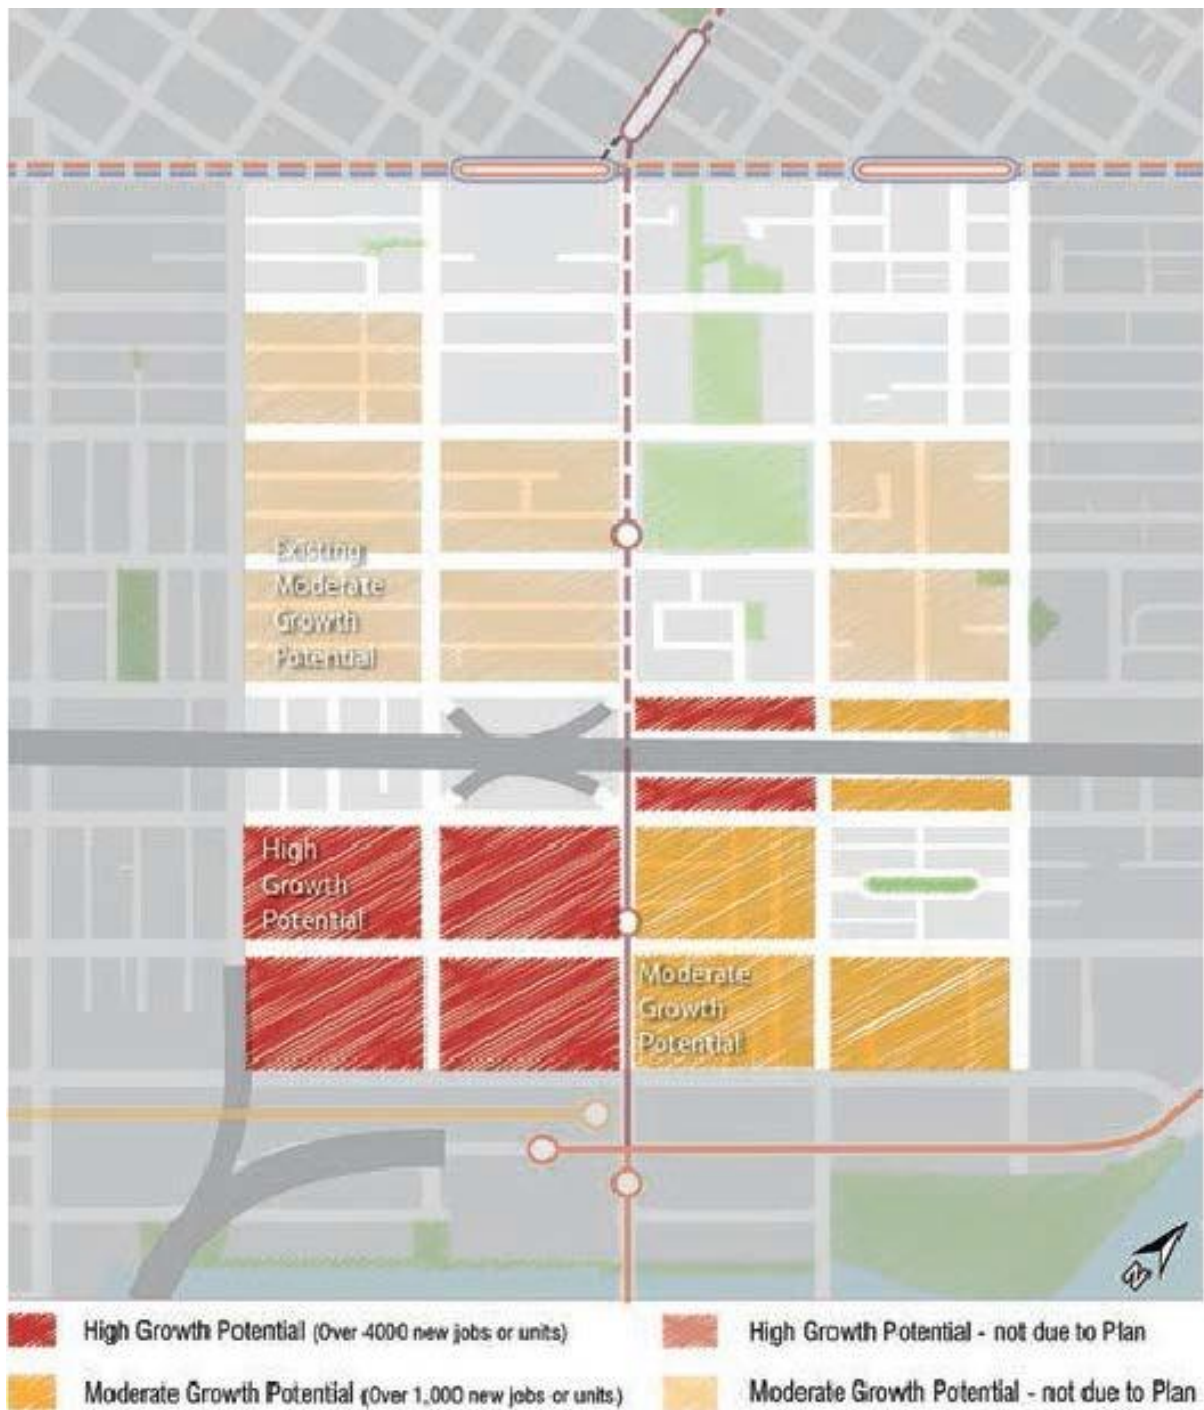 Existing
Moderate
Growth
Potential
High
Growth
Potential
Moderate
Growth
Potential
High Growth Potential (Over 4000 new jobs or units)
High Growth Potential - not due to Plan
Moderate Growth Potential (Over 1,000 new jobs or units)
Moderate Growth Potential - not due to Plan